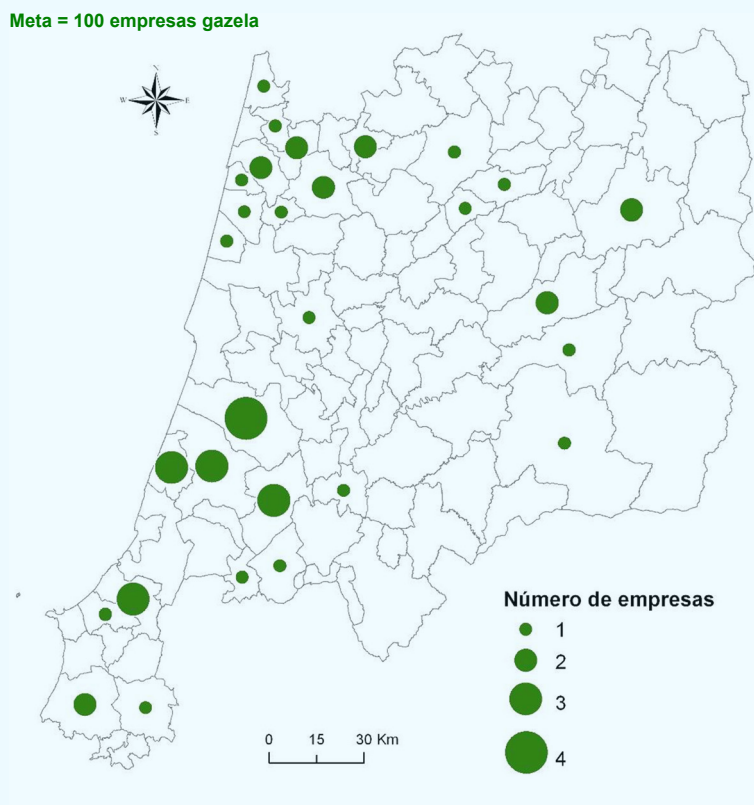 Meta = 100 empresas gazela
N
W E
S
Número de empresas
1
2
3
4
0 15 30 Km